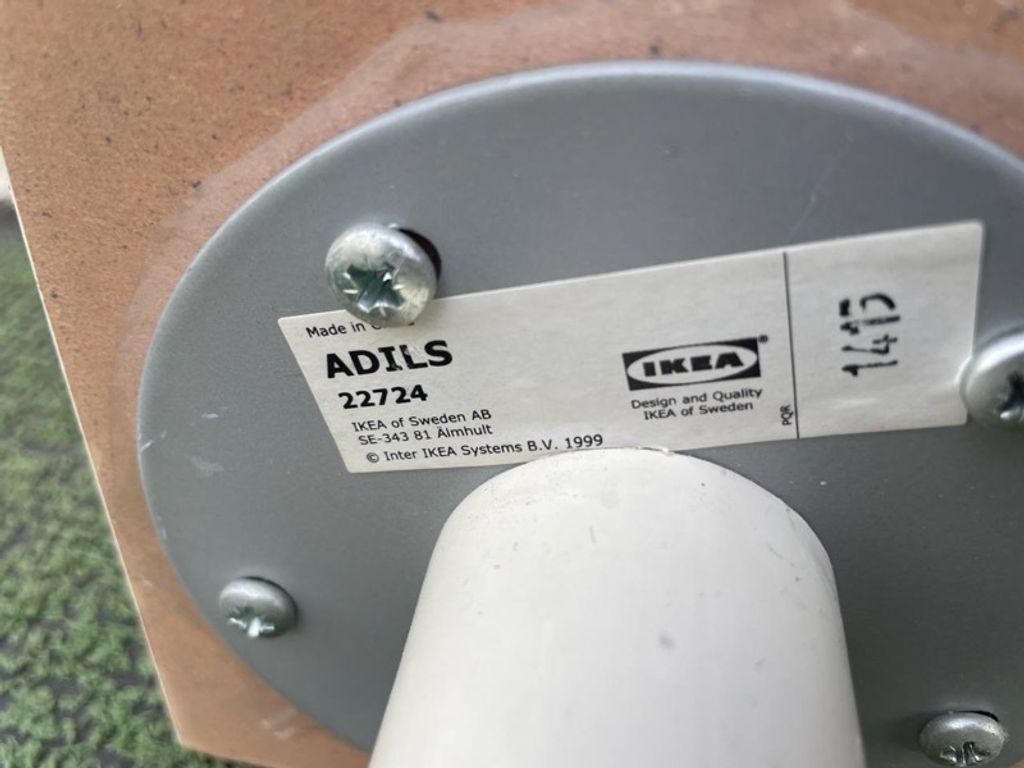 Made in
ADILS
22724
IKEA of Sweden AB
SE-343 81 Älmhult
© Inter IKEA Systems B.V. 1999
IKEA®
Design and Quality
IKEA of Sweden
PQR
1415